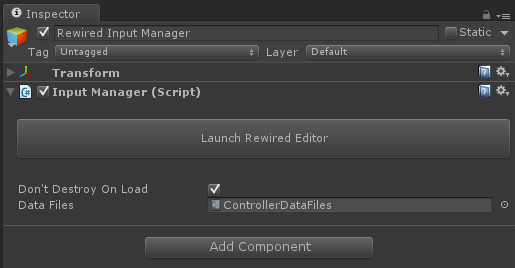 Inspector
Rewired Input Manager Static
Tag Untagged Layer Default
Transform
C# Input Manager (Script)
Launch Rewired Editor
Don't Destroy On Load
Data Files ControllerDataFiles
Add Component